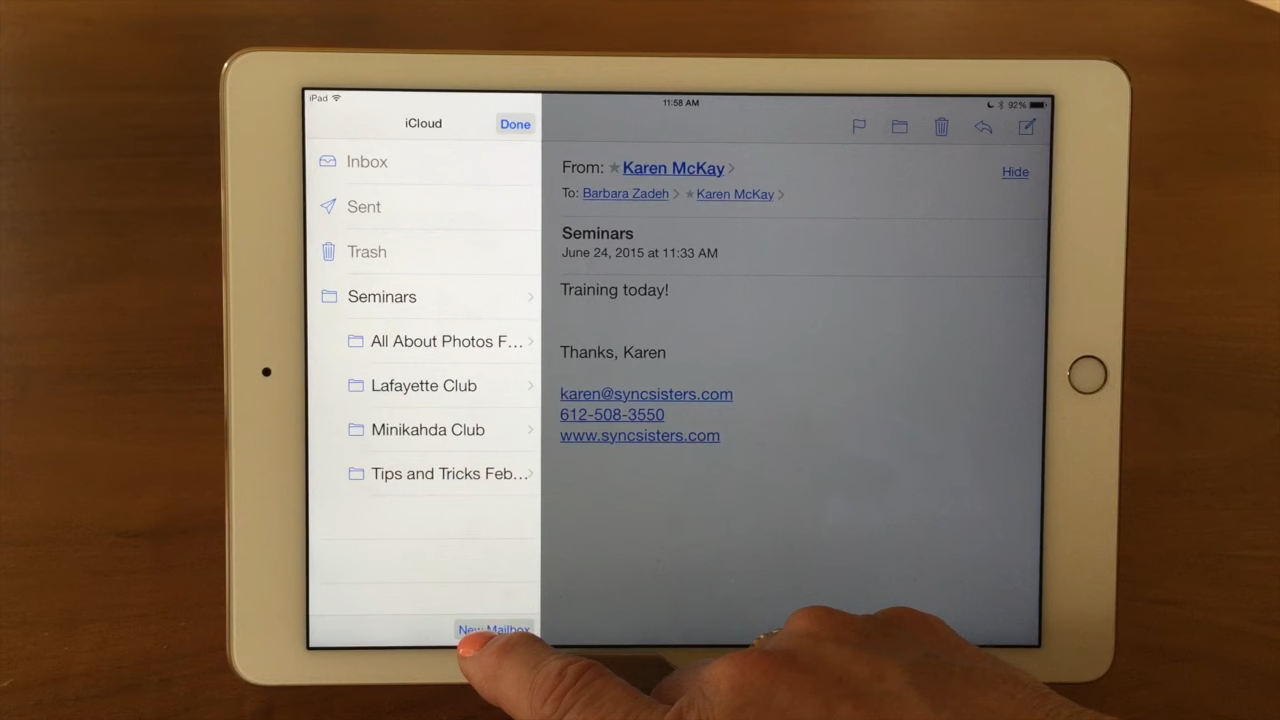 iPad
11:58 AM
92%
iCloud
Done
Inbox
Sent
Trash
Seminars
All About Photos F...
Lafayette Club
Minikahda Club
Tips and Tricks Feb...
New Mailbox
From: ★ Karen McKay >
Hide
To: Barbara Zadeh > ★ Karen McKay >
Seminars
June 24, 2015 at 11:33 AM
Training today!
Thanks, Karen
karen@syncsisters.com
612-508-3550
www.syncsisters.com